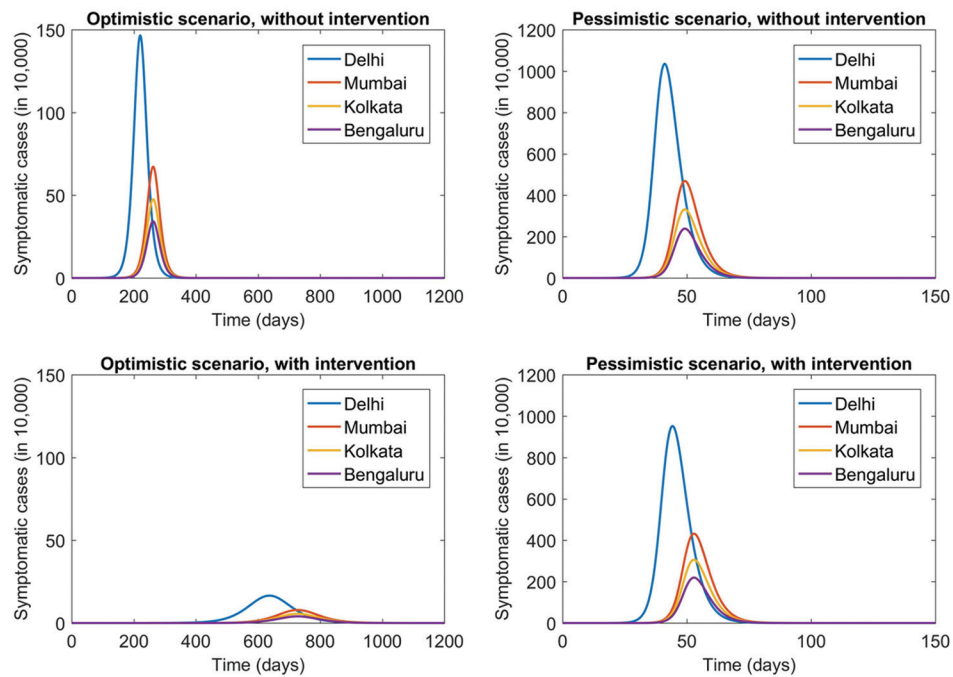 Optimistic scenario, without intervention
Symptomatic cases (in 10,000)
150
100
50
0
Delhi
Mumbai
Kolkata
Bengaluru
0 200 400 600 800 1000 1200
Time (days)
Pessimistic scenario, without intervention
Symptomatic cases (in 10,000)
1200
1000
800
600
400
200
0
Delhi
Mumbai
Kolkata
Bengaluru
0 50 100 150
Time (days)
Optimistic scenario, with intervention
Symptomatic cases (in 10,000)
150
100
50
0
Delhi
Mumbai
Kolkata
Bengaluru
0 200 400 600 800 1000 1200
Time (days)
Pessimistic scenario, with intervention
Symptomatic cases (in 10,000)
1200
1000
800
600
400
200
0
Delhi
Mumbai
Kolkata
Bengaluru
0 50 100 150
Time (days)